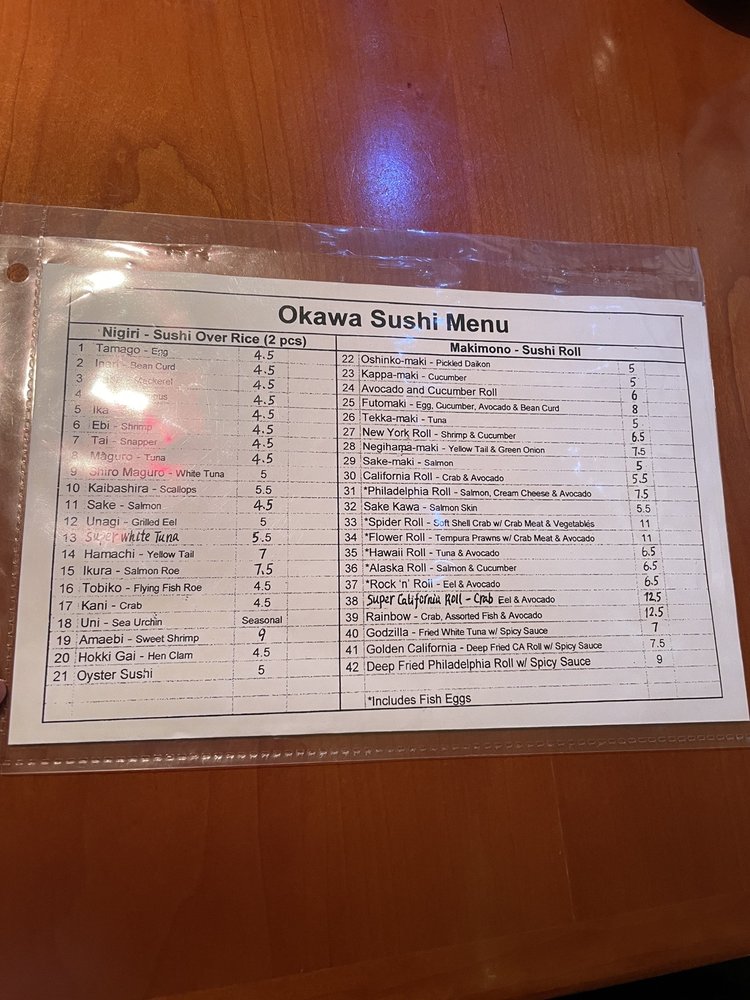 Okawa Sushi Menu
Nigiri - Sushi Over Rice (2 pcs)
1 Tamago - Egg 4.5
2 Inari - Bean Curd 4.5
3 Mackerel 4.5
4 4.5
5 Ika 4.5
6 Ebi - Shrimp 4.5
7 Tai - Snapper 4.5
8 Maguro - Tuna 4.5
9 Shiro Maguro - White Tuna 5
10 Kaibashira - Scallops 5.5
11 Sake - Salmon 4.5
12 Unagi - Grilled Eel 5
13 Super white Tuna 5.5
14 Hamachi - Yellow Tail 7
15 Ikura - Salmon Roe 7.5
16 Tobiko - Flying Fish Roe 4.5
17 Kani - Crab 4.5
18 Uni - Sea Urchin Seasonal
19 Amaebi - Sweet Shrimp 9
20 Hokki Gai - Hen Clam 4.5
21 Oyster Sushi 5
Makimono - Sushi Roll
22 Oshinko-maki - Pickled Daikon 5
23 Kappa-maki - Cucumber 5
24 Avocado and Cucumber Roll 6
25 Futomaki - Egg, Cucumber, Avocado & Bean Curd 8
26 Tekka-maki - Tuna 5
27 New York Roll - Shrimp & Cucumber 6.5
28 Negihama-maki - Yellow Tail & Green Onion 7.5
29 Sake-maki - Salmon 5
30 California Roll - Crab & Avocado 5.5
31 *Philadelphia Roll - Salmon, Cream Cheese & Avocado 7.5
32 Sake Kawa - Salmon Skin 5.5
33 *Spider Roll - Soft Shell Crab w/ Crab Meat & Vegetables 11
34 *Flower Roll - Tempura Prawns w/ Crab Meat & Avocado 11
35 *Hawaii Roll - Tuna & Avocado 6.5
36 *Alaska Roll - Salmon & Cucumber 6.5
37 *Rock 'n' Roll - Eel & Avocado 6.5
38 Super California Roll - Crab Eel & Avocado 12.5
39 Rainbow - Crab, Assorted Fish & Avocado 12.5
40 Godzilla - Fried White Tuna w/ Spicy Sauce 7
41 Golden California - Deep Fried CA Roll w/ Spicy Sauce 7.5
42 Deep Fried Philadelphia Roll w/ Spicy Sauce 9
*Includes Fish Eggs